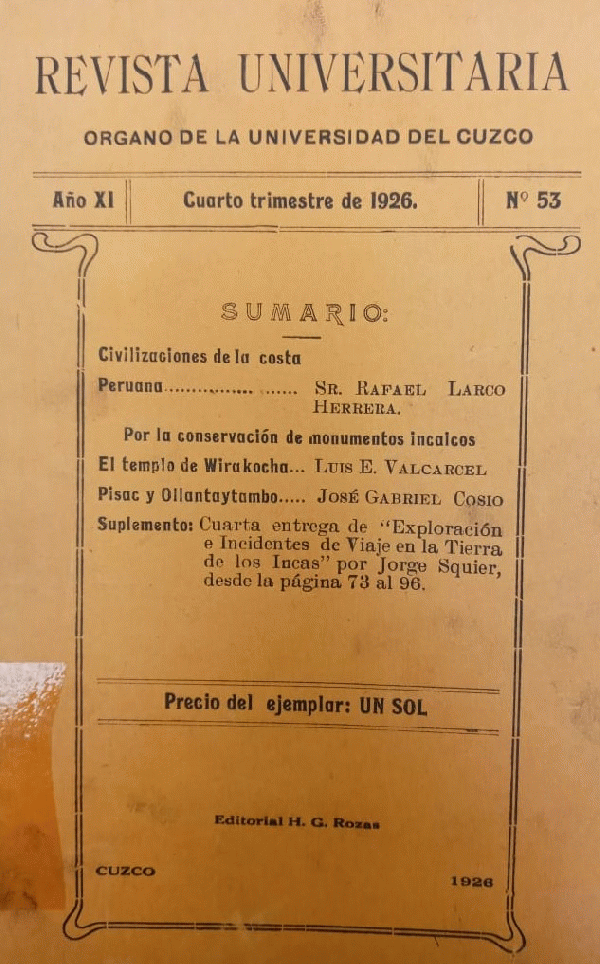 REVISTA UNIVERSITARIA
ORGANO DE LA UNIVERSIDAD DEL CUZCO
Año XI Cuarto trimestre de 1926. Nº 53
SUMARIO:
Civilizaciones de la costa
Peruana.................. ...... SR. RAFAEL LARCO
HERRERA.
Por la conservación de monumentos incaicos
El templo de Wirakocha... LUIS E. VALCARCEL
Pisac y Ollantaytambo..... JOSÉ GABRIEL COSIO
Suplemento: Cuarta entrega de "Exploración
e Incidentes de Viaje en la Tierra
de los Incas" por Jorge Squier,
desde la página 73 al 96.
Precio del ejemplar: UN SOL
Editorial H. G. Rozas
CUZCO 1926